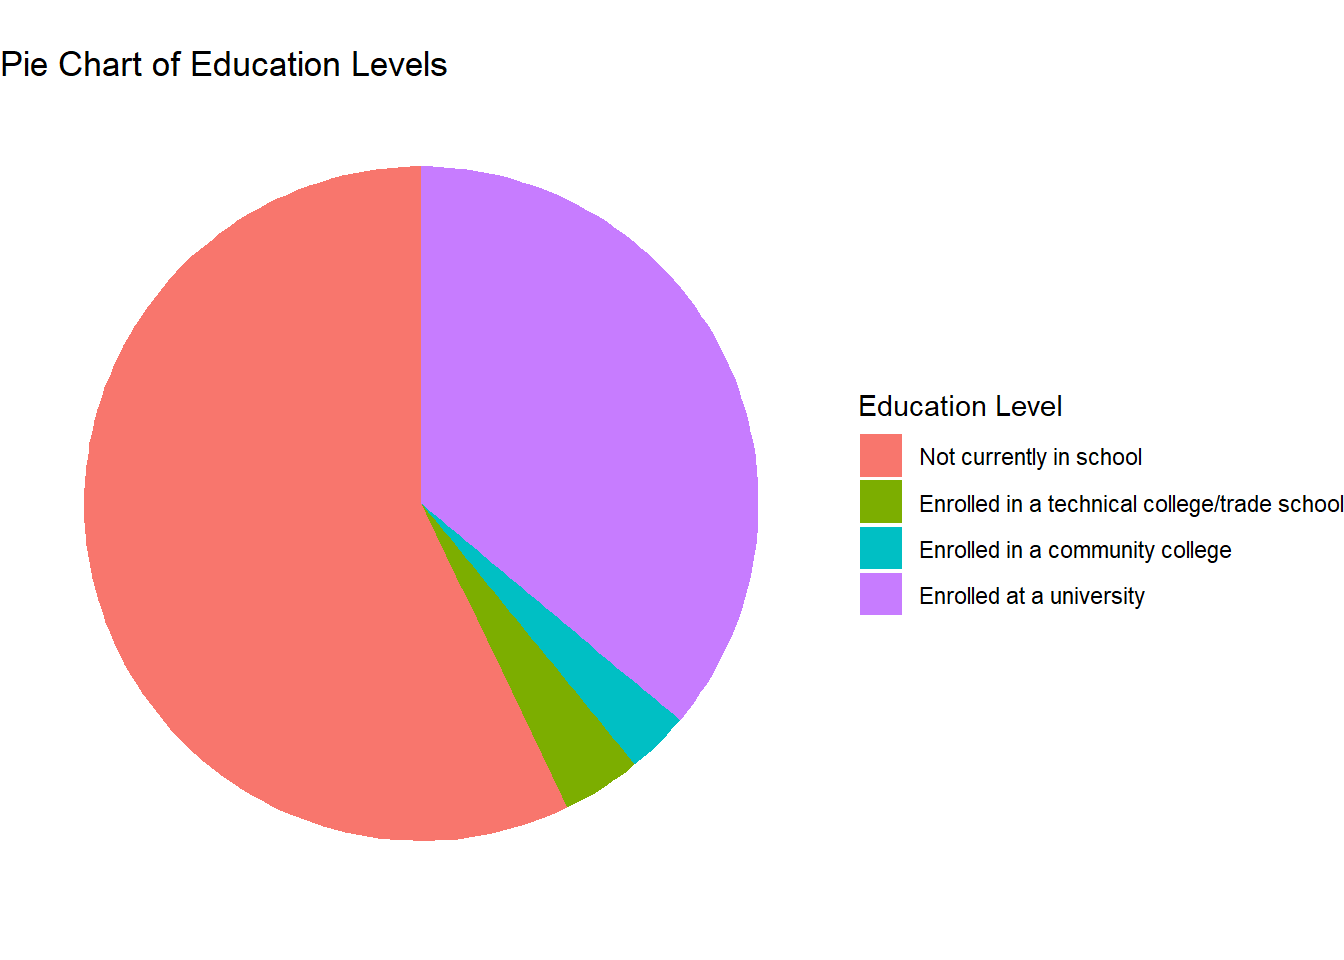 Pie Chart of Education Levels
Education Level
Not currently in school
Enrolled in a technical college/trade school
Enrolled in a community college
Enrolled at a university